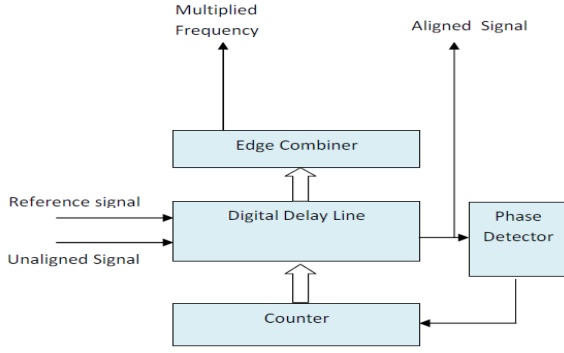 Multiplied
Frequency
Aligned Signal
Edge Combiner
Reference signal
Digital Delay Line
Phase
Detector
Unaligned Signal
Counter